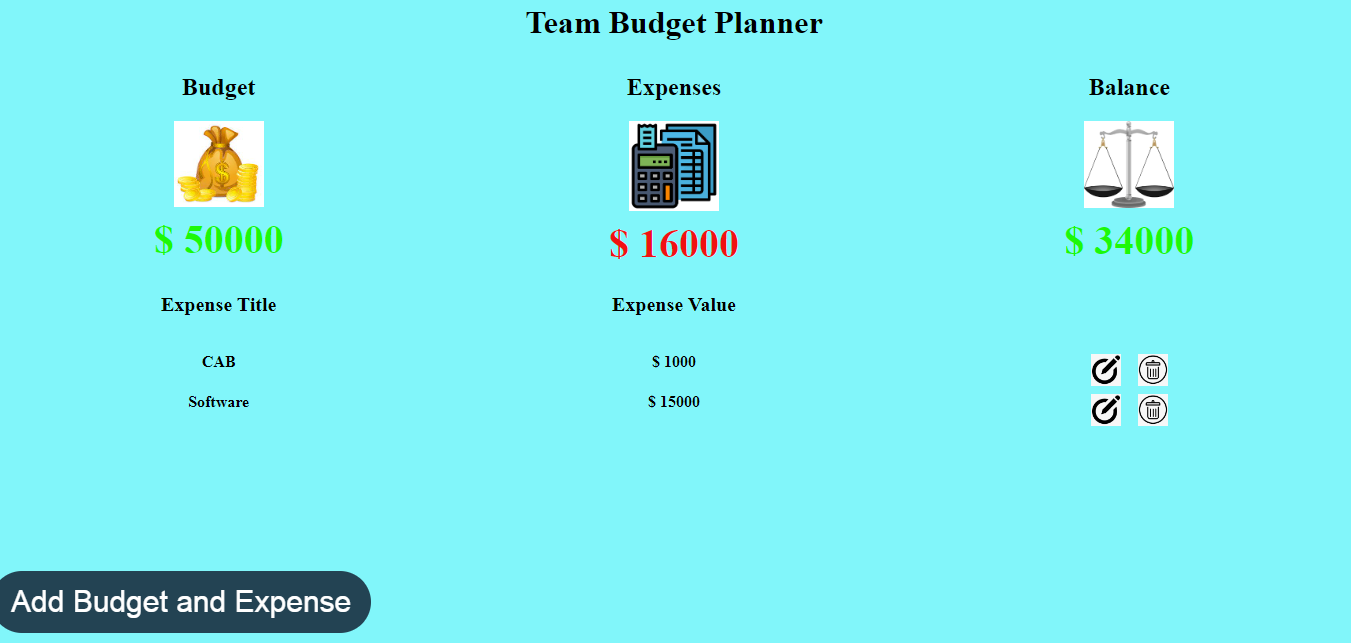 Team Budget Planner
Budget Expenses Balance
$ 50000 $ 16000 $ 34000
Expense Title Expense Value
CAB $ 1000
Software $ 15000
Add Budget and Expense